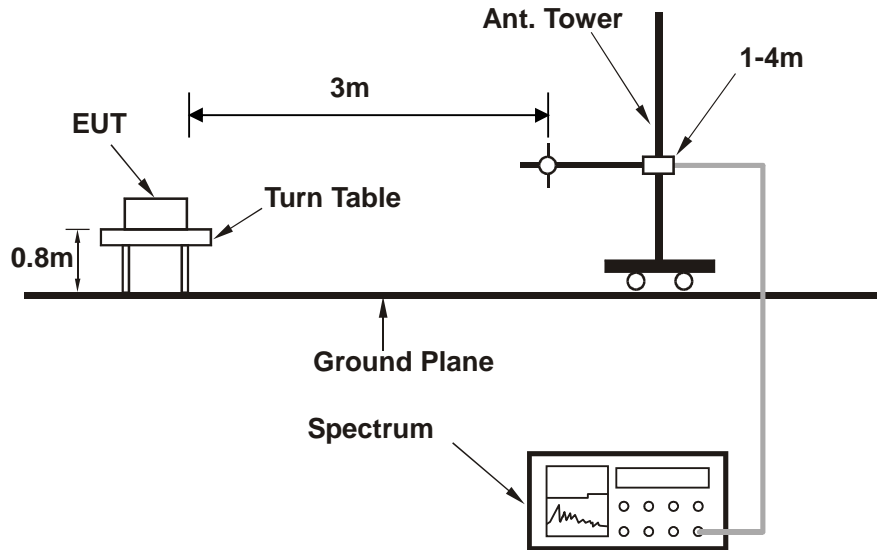 Ant. Tower
1-4m
3m
EUT
Turn Table
0.8m
Ground Plane
Spectrum